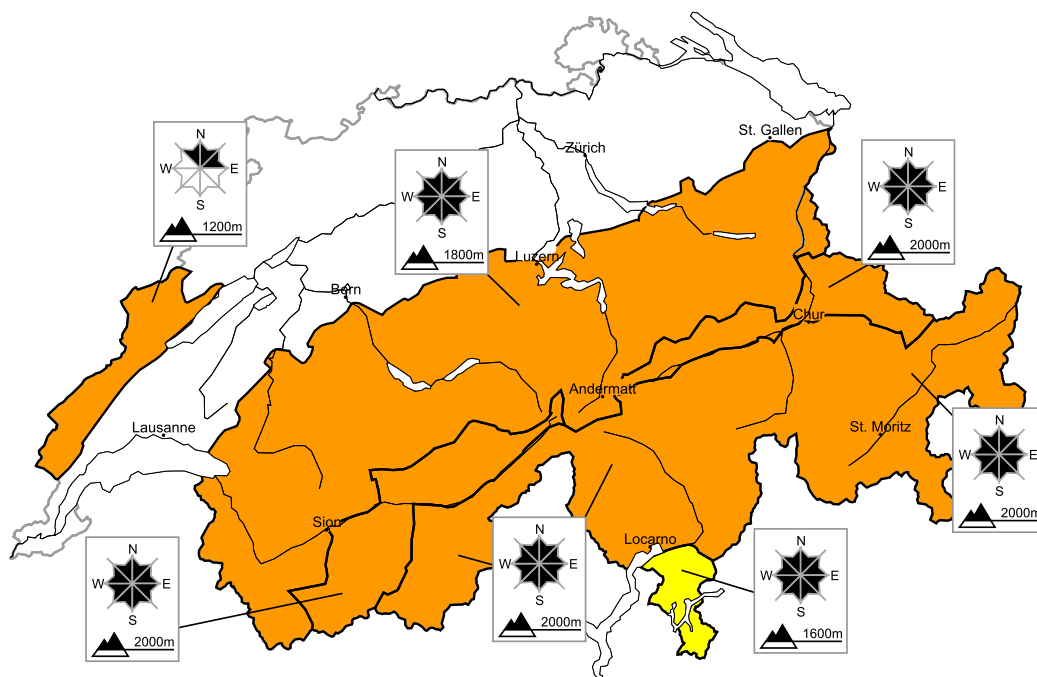 St. Gallen
Zürich
N
W E
S
1200m
N
W E
S
1800m
N
W E
S
2000m
Luzern
Bern
Chur
Andermatt
Lausanne
St. Moritz
N
W E
S
2000m
Sion
Locarno
N
W E
S
2000m
N
W E
S
2000m
N
W E
S
1600m